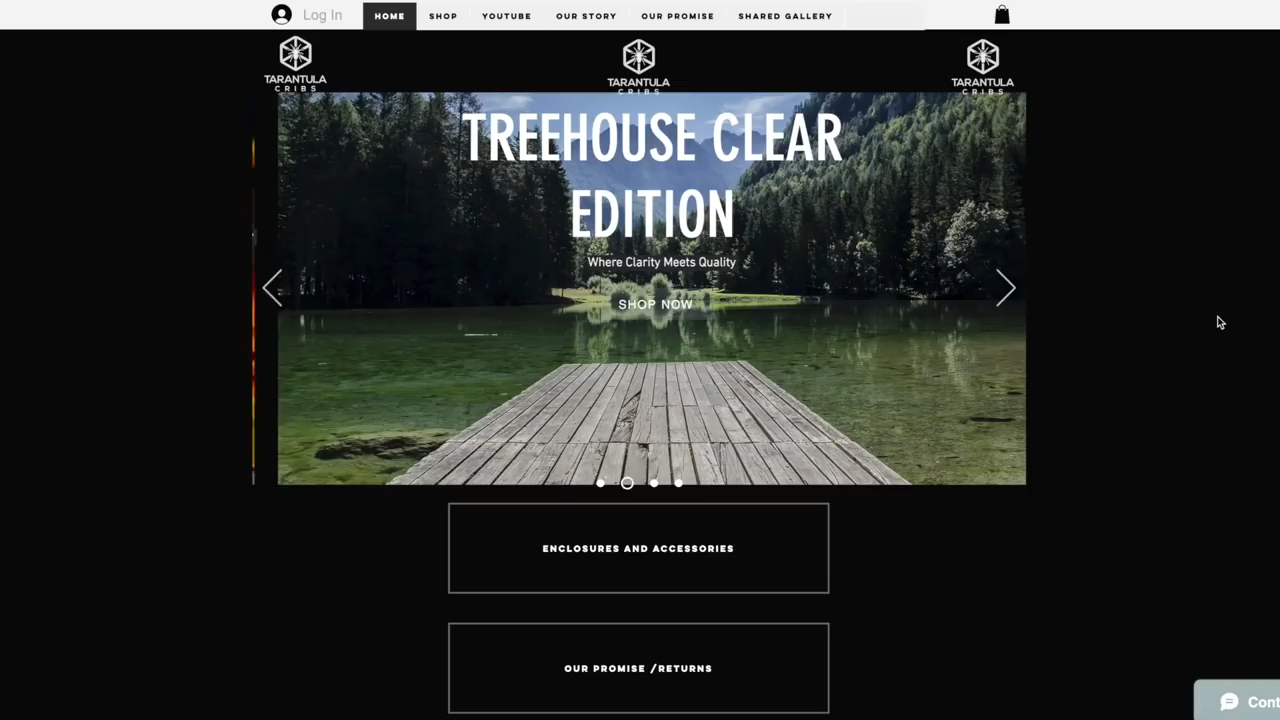 Log In
HOME
SHOP
YOUTUBE
OUR STORY
OUR PROMISE
SHARED GALLERY
TARANTULA
CRIBS
TARANTULA
CRIBS
TARANTULA
CRIBS
TREEHOUSE CLEAR
EDITION
Where Clarity Meets Quality
SHOP NOW
ENCLOSURES AND ACCESSORIES
OUR PROMISE /RETURNS
Cont